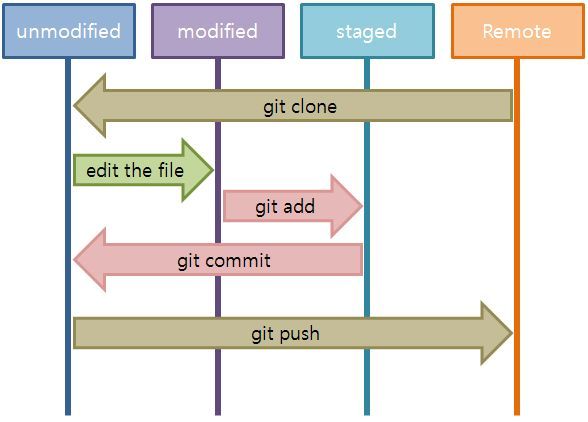 unmodified
modified
staged
Remote
git clone
edit the file
git add
git commit
git push